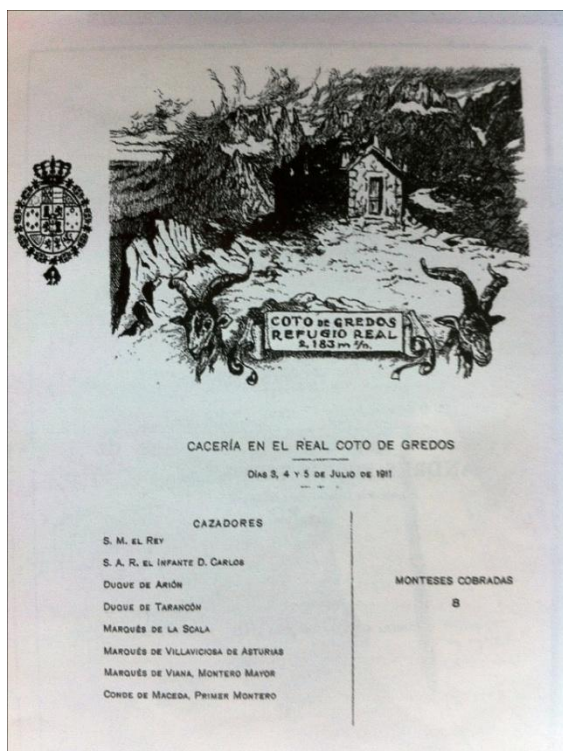 COTO DE GREDOS
REFUGIO REAL
2,183 m s/n.
CACERÍA EN EL REAL COTO DE GREDOS
DÍAS 3, 4 Y 5 DE JULIO DE 1911
CAZADORES
S. M. EL REY
S. A. R. EL INFANTE D. CARLOS
DUQUE DE ARIÓN
DUQUE DE TARANCÓN
MARQUÉS DE LA SCALA
MARQUÉS DE VILLAVICIOSA DE ASTURIAS
MARQUÉS DE VIANA, MONTERO MAYOR
CONDE DE MACEDA, PRIMER MONTERO
MONTESES COBRADAS
8